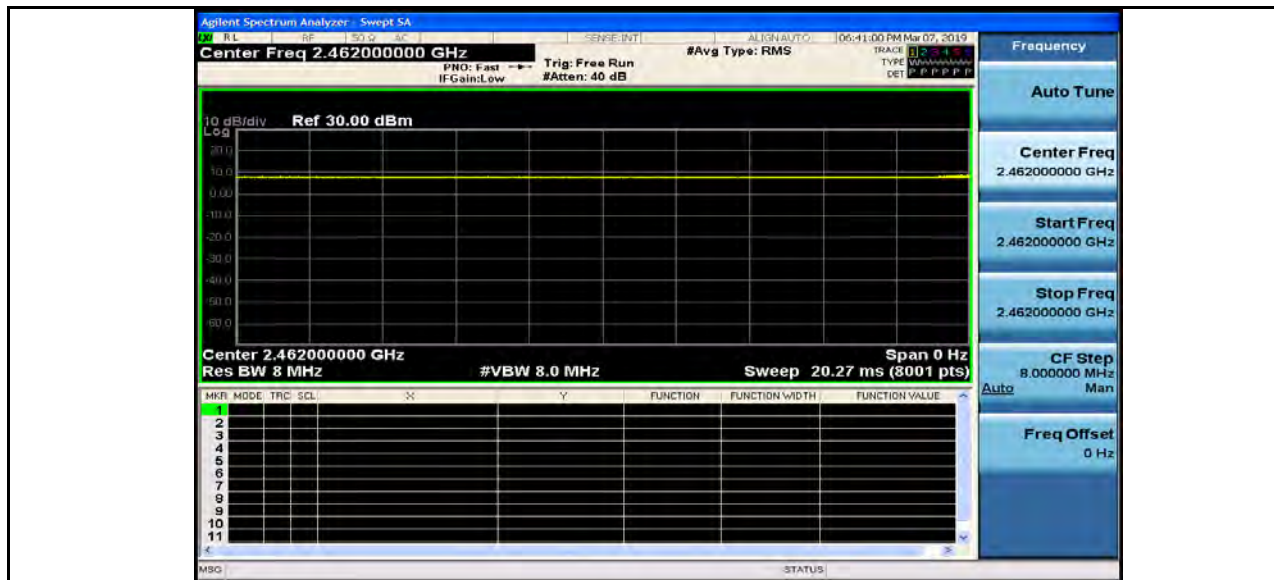 Agilent Spectrum Analyzer - Swept SA
RL RF 50 Ω AC SENSE:INT ALIGN AUTO 06:41:00 PM Mar 07, 2019
Center Freq 2.462000000 GHz #Avg Type: RMS TRACE 1 2 3 4 5 6
PNO: Fast Trig: Free Run TYPE
IFGain:Low #Atten: 40 dB DET P P P P P P
10 dB/div Ref 30.00 dBm
Log
20.0
10.0
0.00
-10.0
-20.0
-30.0
-40.0
-50.0
-60.0
Center 2.462000000 GHz Span 0 Hz
Res BW 8 MHz #VBW 8.0 MHz Sweep 20.27 ms (8001 pts)
MKR MODE TRC SCL X Y FUNCTION FUNCTION WIDTH FUNCTION VALUE
1
2
3
4
5
6
7
8
9
10
11
MSG STATUS
Frequency
Auto Tune
Center Freq
2.462000000 GHz
Start Freq
2.462000000 GHz
Stop Freq
2.462000000 GHz
CF Step
8.000000 MHz
Auto Man
Freq Offset
0 Hz